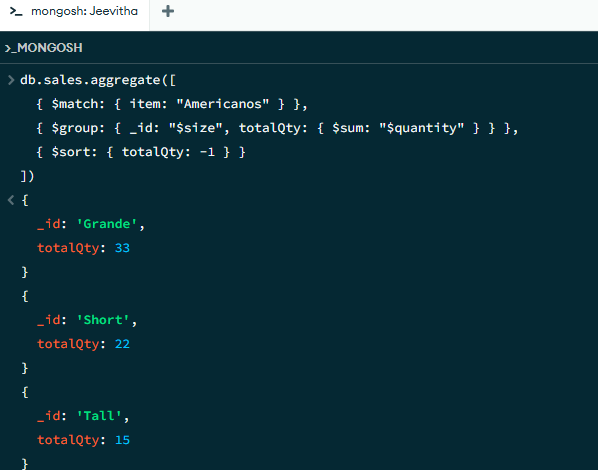 >_ mongosh: Jeevitha +
>_MONGOSH
> db.sales.aggregate([
{ $match: { item: "Americanos" } },
{ $group: { _id: "$size", totalQty: { $sum: "$quantity" } } },
{ $sort: { totalQty: -1 } }
])
< {
_id: 'Grande',
totalQty: 33
}
{
_id: 'Short',
totalQty: 22
}
{
_id: 'Tall',
totalQty: 15
}